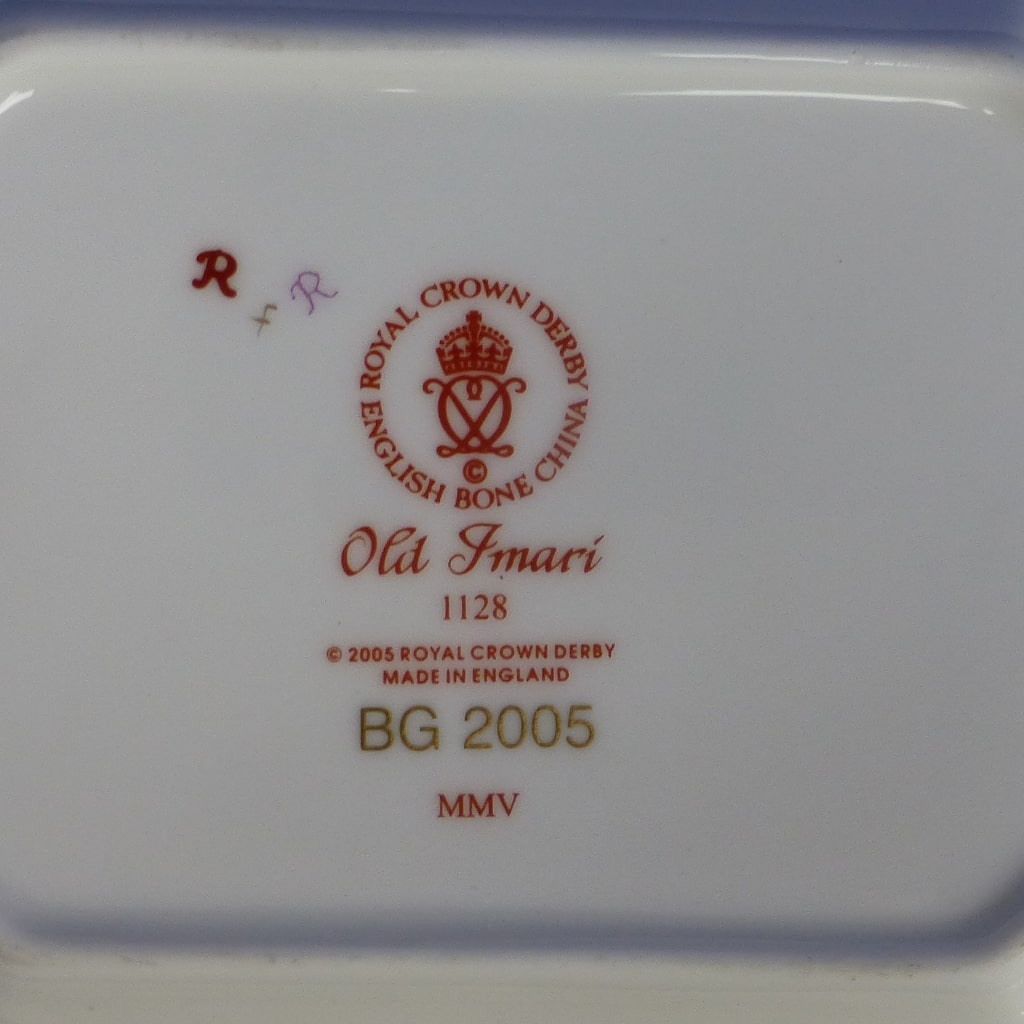 R
R
ROYAL CROWN DERBY
ENGLISH BONE CHINA
©
Old Imari
1128
© 2005 ROYAL CROWN DERBY
MADE IN ENGLAND
BG 2005
MMV